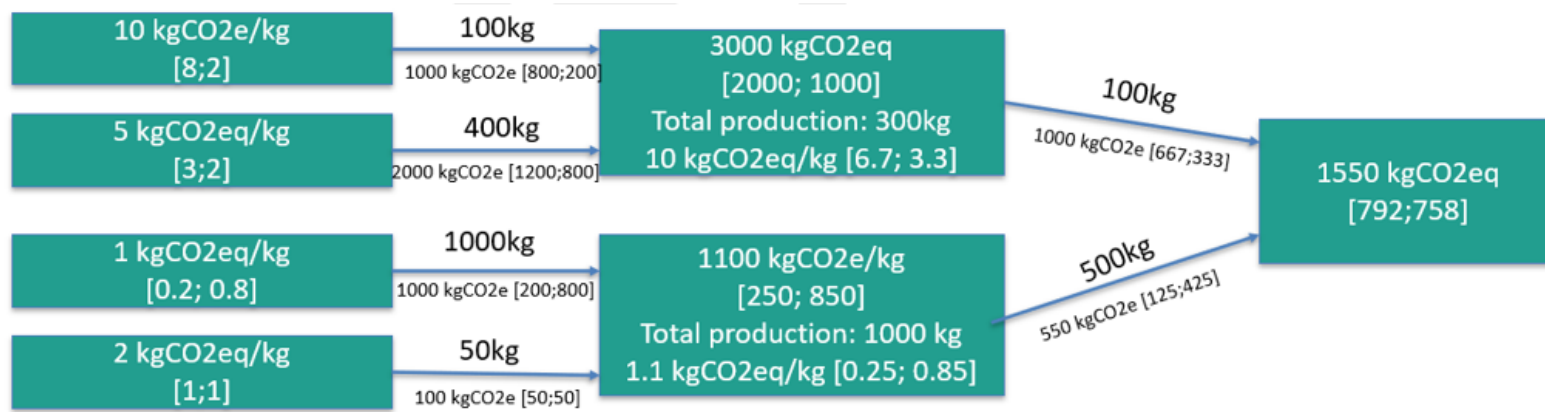 10 kgCO2e/kg
[8;2]
100kg
1000 kgCO2e [800;200]
5 kgCO2eq/kg
[3;2]
400kg
2000 kgCO2e [1200;800]
3000 kgCO2eq
[2000; 1000]
Total production: 300kg
10 kgCO2eq/kg [6.7; 3.3]
100kg
1000 kgCO2e [667;333]
1 kgCO2eq/kg
[0.2; 0.8]
1000kg
1000 kgCO2e [200;800]
2 kgCO2eq/kg
[1;1]
50kg
100 kgCO2e [50;50]
1100 kgCO2e/kg
[250; 850]
Total production: 1000 kg
1.1 kgCO2eq/kg [0.25; 0.85]
500kg
550 kgCO2e [125;425]
1550 kgCO2eq
[792;758]